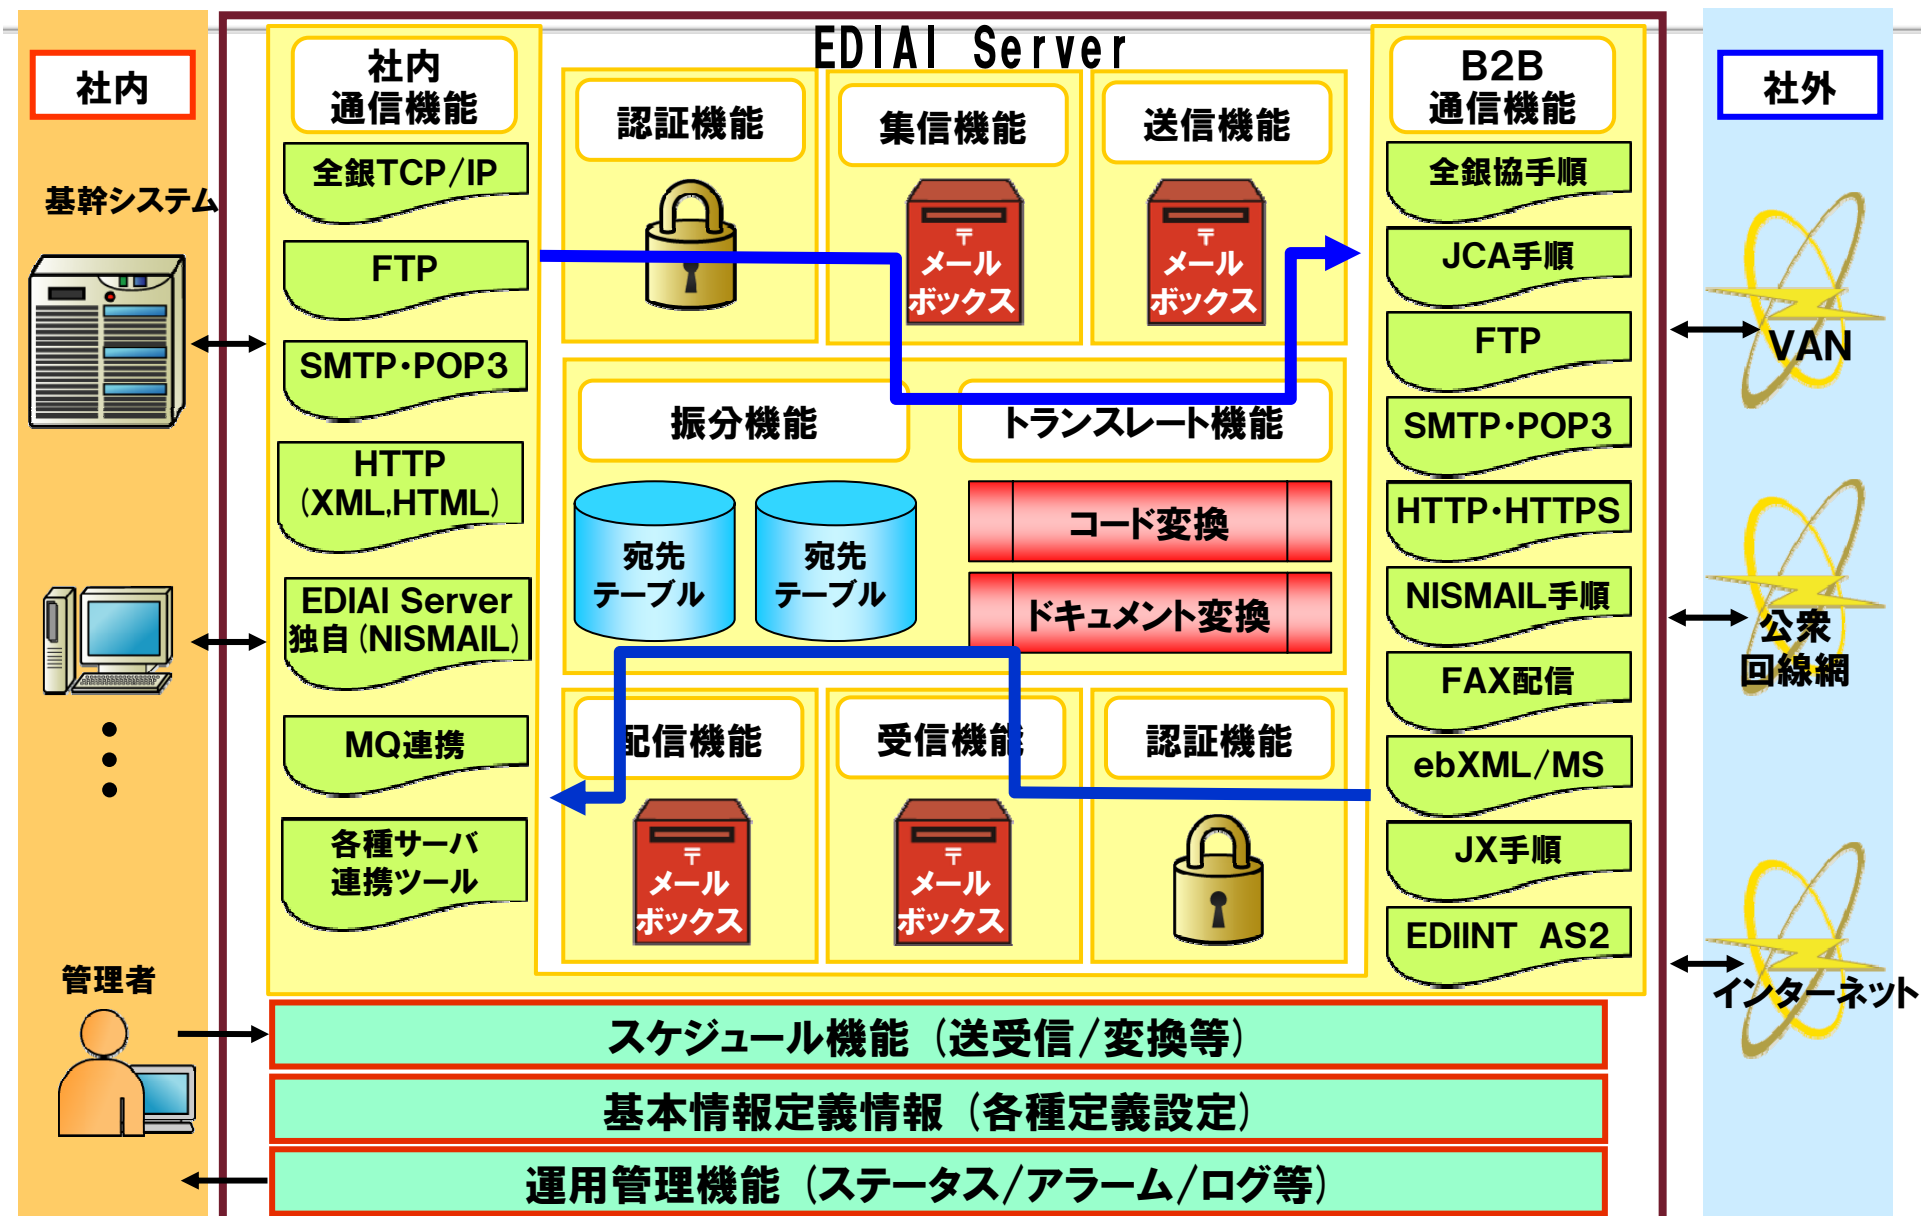 EDIAI Server
社内
基幹システム
管理者
社内
通信機能
全銀TCP/IP
FTP
SMTP・POP3
HTTP
(XML,HTML)
EDIAI Server
独自(NISMAIL)
MQ連携
各種サーバ
連携ツール
認証機能
集信機能
〒
メール
ボックス
送信機能
〒
メール
ボックス
振分機能
宛先
テーブル
宛先
テーブル
トランスレート機能
コード変換
ドキュメント変換
配信機能
〒
メール
ボックス
受信機能
〒
メール
ボックス
認証機能
B2B
通信機能
全銀協手順
JCA手順
FTP
SMTP・POP3
HTTP・HTTPS
NISMAIL手順
FAX配信
ebXML/MS
JX手順
EDIINT AS2
社外
VAN
公衆
回線網
インターネット
スケジュール機能（送受信/変換等）
基本情報定義情報（各種定義設定）
運用管理機能（ステータス/アラーム/ログ等）